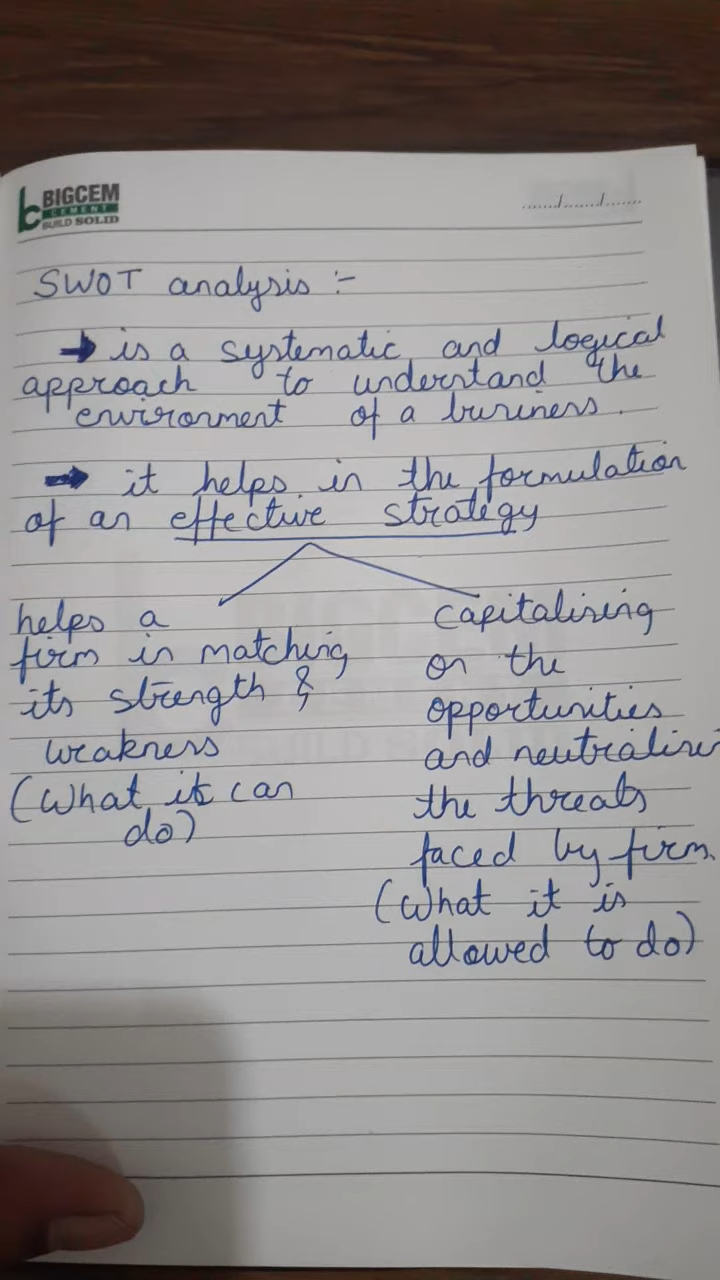 BIGCEM
CEMENT
BUILD SOLID
....../....../......
SWOT analysis :-
→ is a systematic and logical
approach to understand the
environment of a business.
→ it helps in the formulation
of an effective strategy
helps a
firm in matching
its strength &
weakness
(What it can
do)
Capitalising
on the
opportunities
and neutralise
the threats
faced by firm.
(What it is
allowed to do)